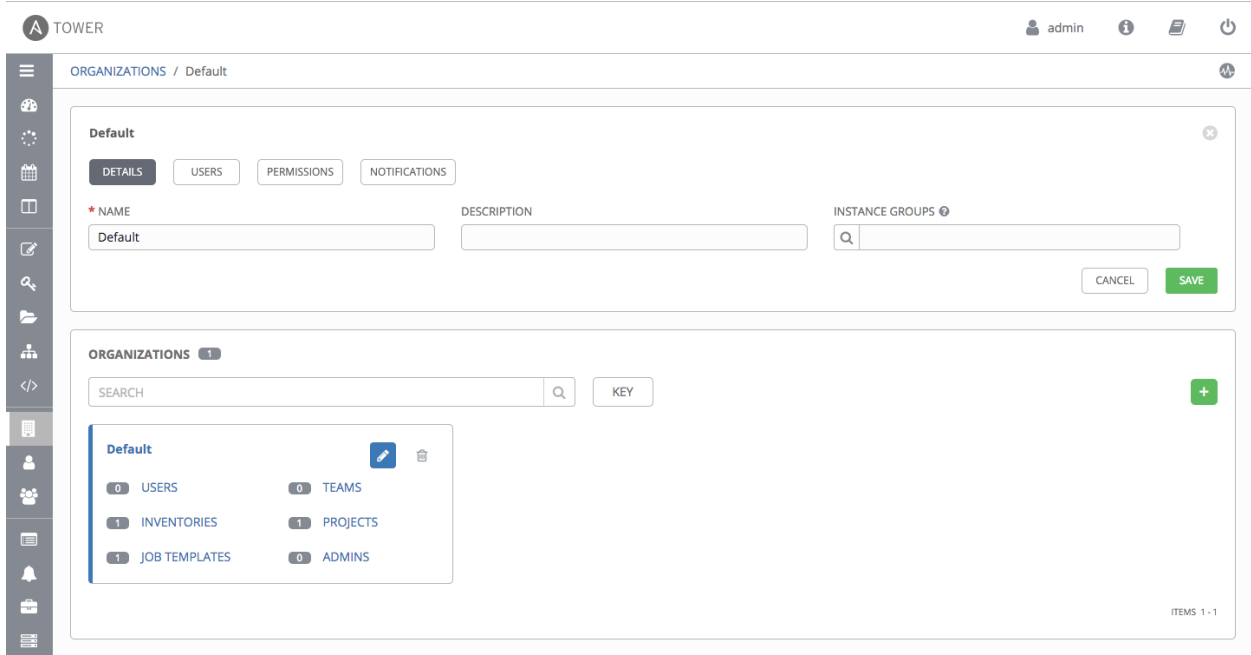 A TOWER admin
ORGANIZATIONS / Default
Default
DETAILS USERS PERMISSIONS NOTIFICATIONS
* NAME DESCRIPTION INSTANCE GROUPS
Default
CANCEL SAVE
ORGANIZATIONS 1
SEARCH KEY +
Default
0 USERS 0 TEAMS
1 INVENTORIES 1 PROJECTS
1 JOB TEMPLATES 0 ADMINS
ITEMS 1 - 1